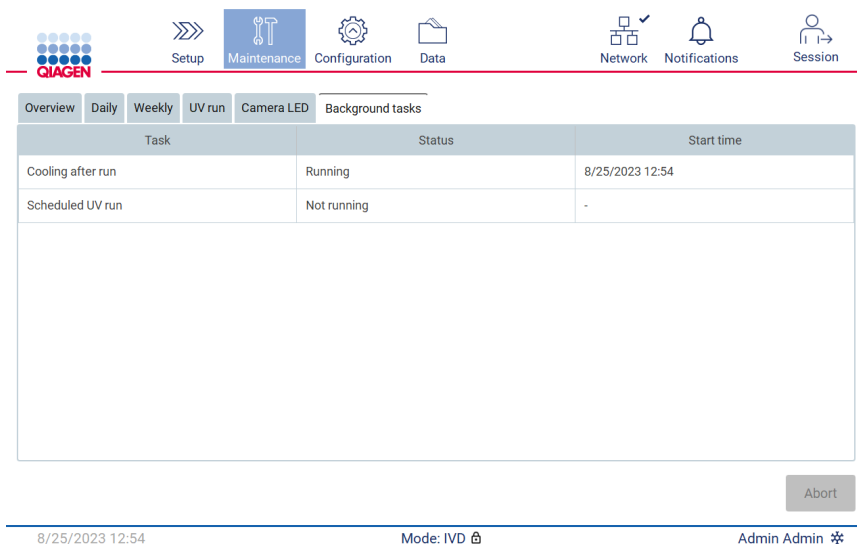 QIAGEN
Setup Maintenance Configuration Data Network Notifications Session
Overview Daily Weekly UV run Camera LED Background tasks
Task Status Start time
Cooling after run Running 8/25/2023 12:54
Scheduled UV run Not running -
Abort
8/25/2023 12:54 Mode: IVD Admin Admin